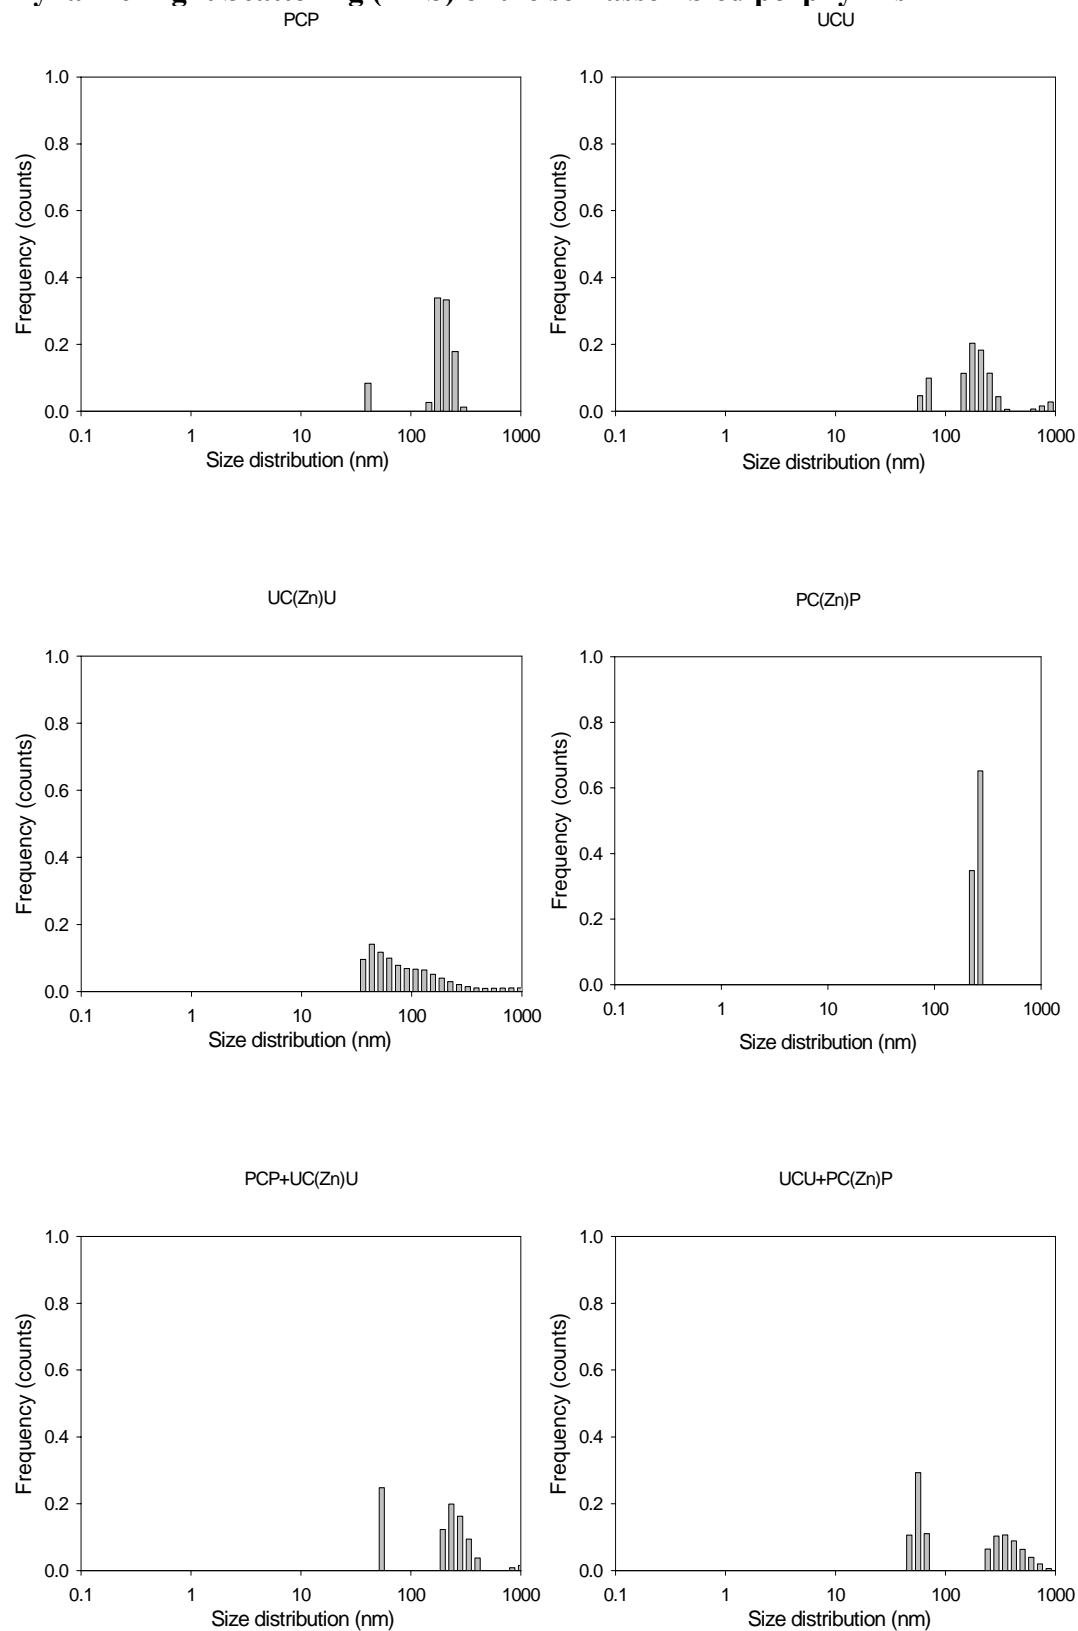 PCP UCU
1.0 1.0
0.8 0.8
Frequency (counts) Frequency (counts)
0.6 0.6
0.4 0.4
0.2 0.2
0.0 0.0
0.1 1 10 100 1000 0.1 1 10 100 1000
Size distribution (nm) Size distribution (nm)
UC(Zn)U PC(Zn)P
1.0 1.0
0.8 0.8
Frequency (counts) Frequency (counts)
0.6 0.6
0.4 0.4
0.2 0.2
0.0 0.0
0.1 1 10 100 1000 0.1 1 10 100 1000
Size distribution (nm) Size distribution (nm)
PCP+UC(Zn)U UCU+PC(Zn)P
1.0 1.0
0.8 0.8
Frequency (counts) Frequency (counts)
0.6 0.6
0.4 0.4
0.2 0.2
0.0 0.0
0.1 1 10 100 1000 0.1 1 10 100 1000
Size distribution (nm) Size distribution (nm)